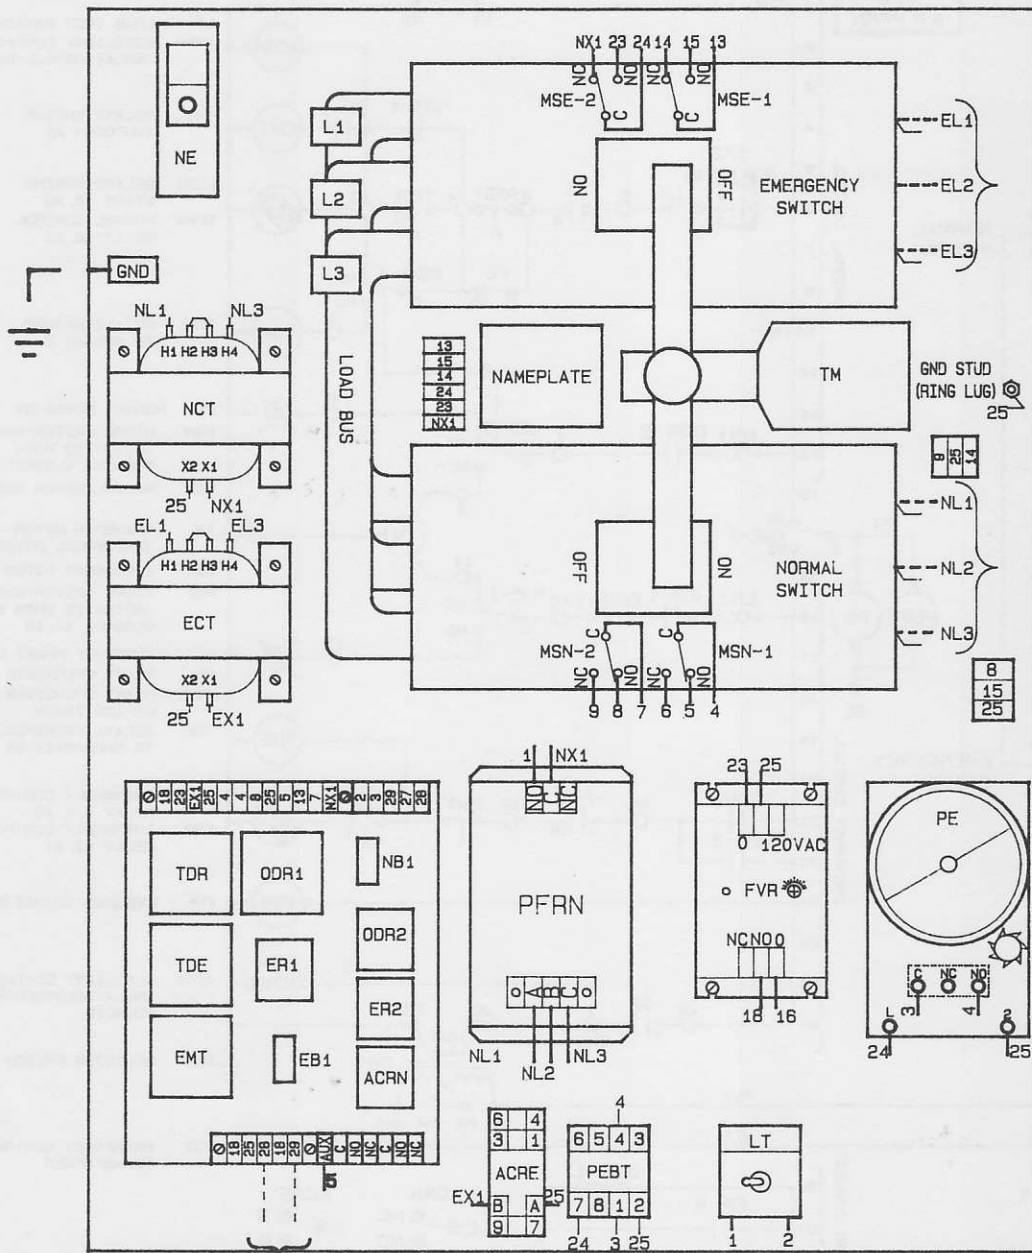 NX1 23 24 14 15 13
NC NO NC NO
MSE-2 C C MSE-1
NE
L1
L2
L3
ON OFF
EMERGENCY
SWITCH
EL1
EL2
EL3
GND
NL1 NL3
H1 H2 H3 H4
NCT
X2 X1
25 NX1
LOAD BUS
13
15
14
24
23
NX1
NAMEPLATE
TM
GND STUD
(RING LUG)
25
9 25 14
EL1 EL3
H1 H2 H3 H4
ECT
X2 X1
25 EX1
OFF ON
NORMAL
SWITCH
NL1
NL2
NL3
MSN-2 C C MSN-1
NC NO NC NO
9 8 7 6 5 4
8
15
25
18 23 EX1 25 4 4 8 25 5 13 7 NX1 2 3 29 27 28
TDR
ODR1
NB1
TDE
ER1
ODR2
EMT
EB1
ER2
ACRN
18 25 28 18 20 AUX C NO NC C NO NC
5
1 NX1
NO C NC
PFRN
A B C
NL1 NL2 NL3
23 25
0 120VAC
FVR
NC NO 0
18 16
PE
C NC NO
3 4
L 2
24 25
6 4
3 1
ACRE
EX1 B A 25
9 7
4
6 5 4 3
PEBT
7 8 1 2
24 3 25
LT
1 2